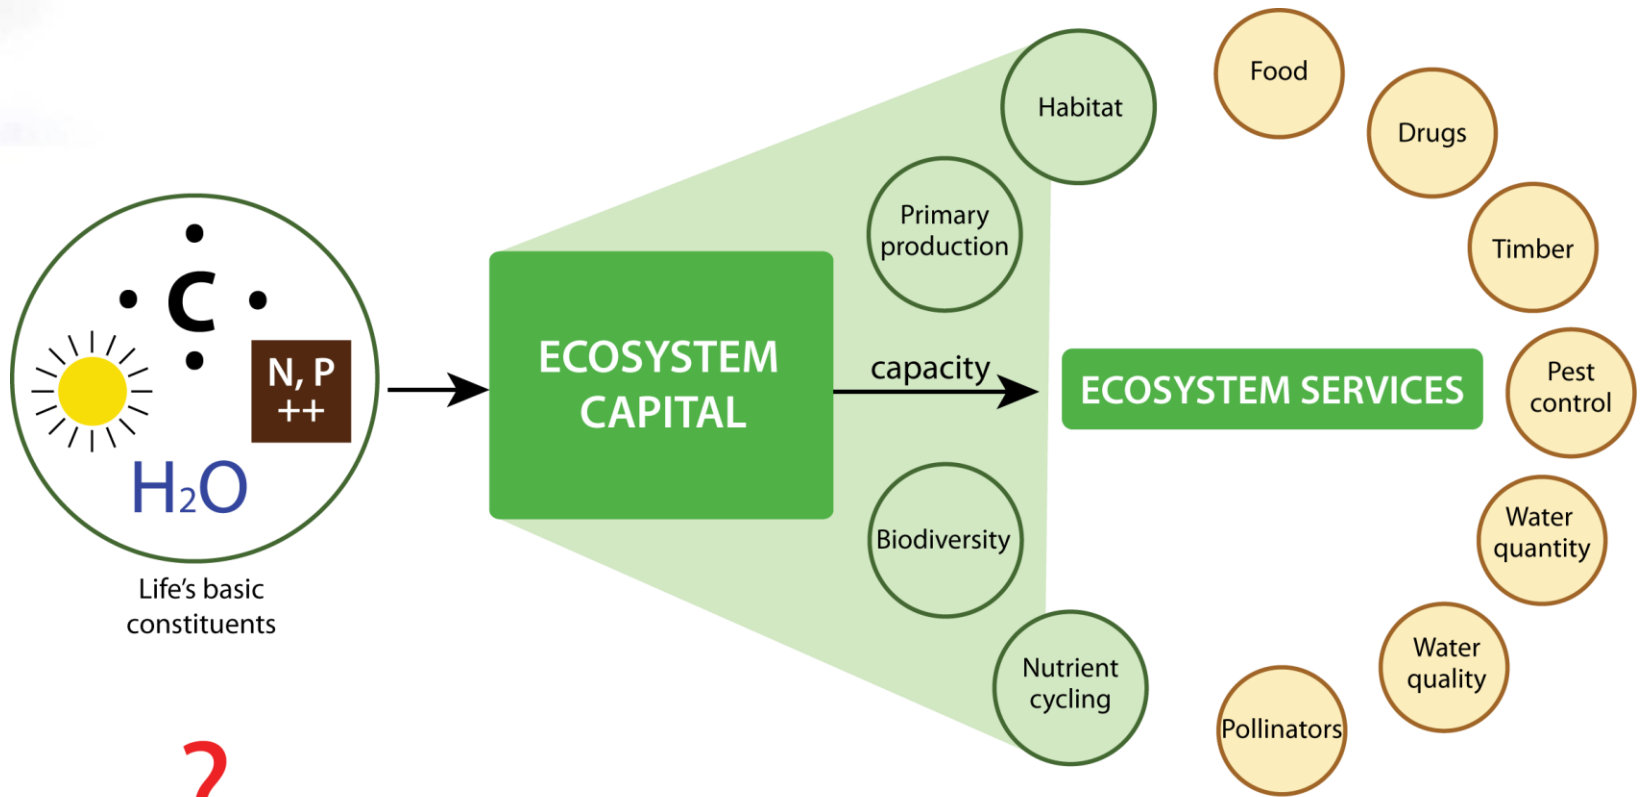 C
N, P
++
H₂O
Life's basic
constituents
ECOSYSTEM
CAPITAL
Habitat
Primary
production
capacity
Biodiversity
Nutrient
cycling
ECOSYSTEM SERVICES
Food
Drugs
Timber
Pest
control
Water
quantity
Water
quality
Pollinators
?